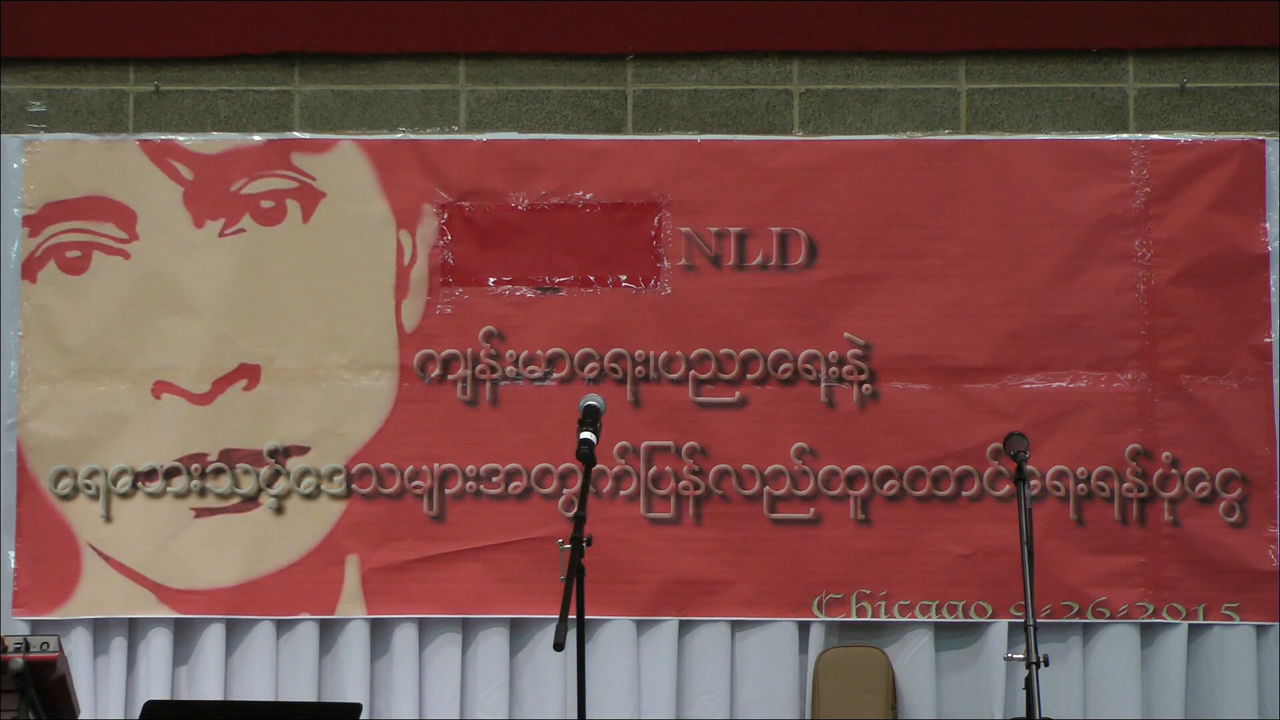 NLD
ကျန်းမာရေး၊ပညာရေးနဲ့
ရေဘေးသင့်ဒေသများအတွက်ပြန်လည်ထူထောင်ရေးရန်ပုံငွေ
Chicago 9-26-2015